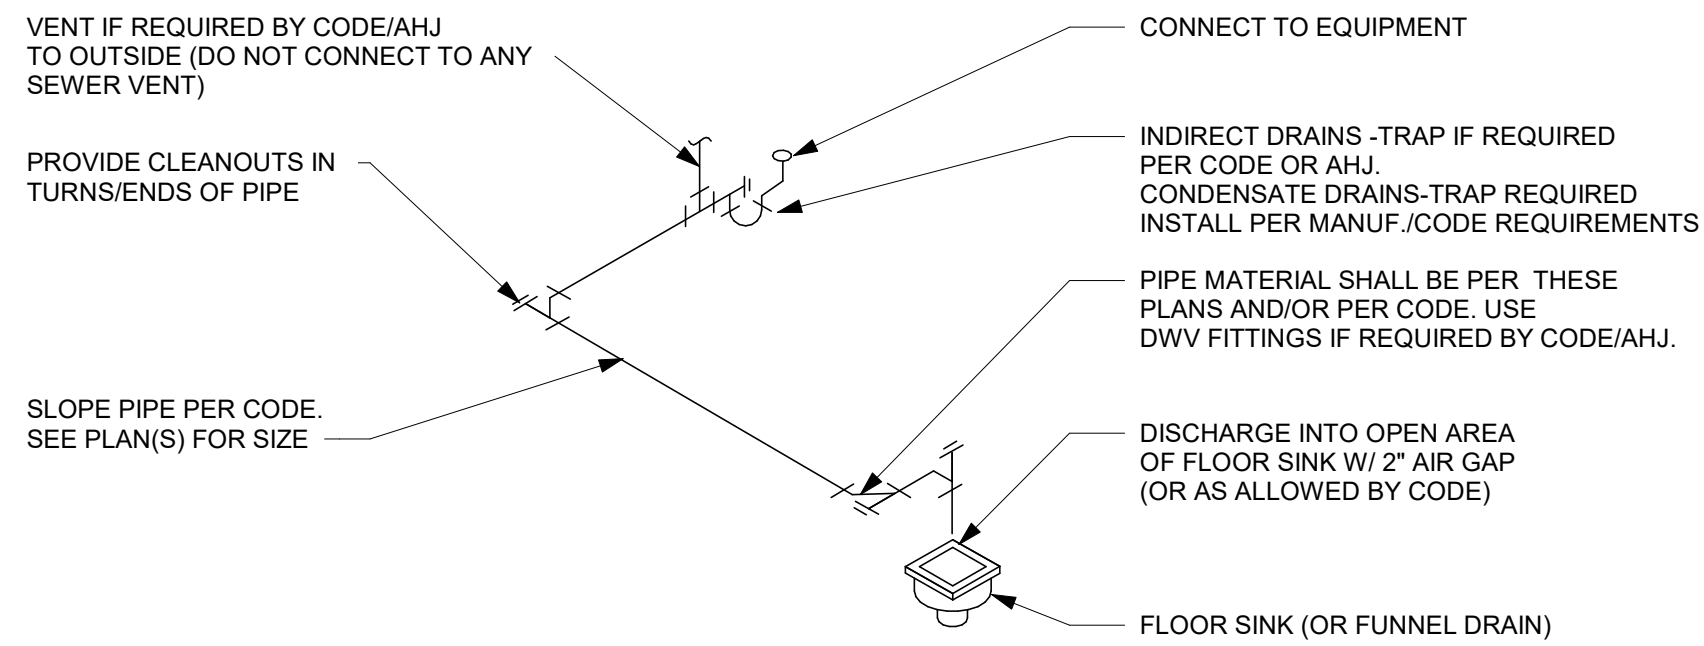 VENT IF REQUIRED BY CODE/AHJ
TO OUTSIDE (DO NOT CONNECT TO ANY
SEWER VENT)
PROVIDE CLEANOUTS IN
TURNS/ENDS OF PIPE
SLOPE PIPE PER CODE.
SEE PLAN(S) FOR SIZE
CONNECT TO EQUIPMENT
INDIRECT DRAINS -TRAP IF REQUIRED
PER CODE OR AHJ.
CONDENSATE DRAINS-TRAP REQUIRED
INSTALL PER MANUF./CODE REQUIREMENTS
PIPE MATERIAL SHALL BE PER THESE
PLANS AND/OR PER CODE. USE
DWV FITTINGS IF REQUIRED BY CODE/AHJ.
DISCHARGE INTO OPEN AREA
OF FLOOR SINK W/ 2" AIR GAP
(OR AS ALLOWED BY CODE)
FLOOR SINK (OR FUNNEL DRAIN)